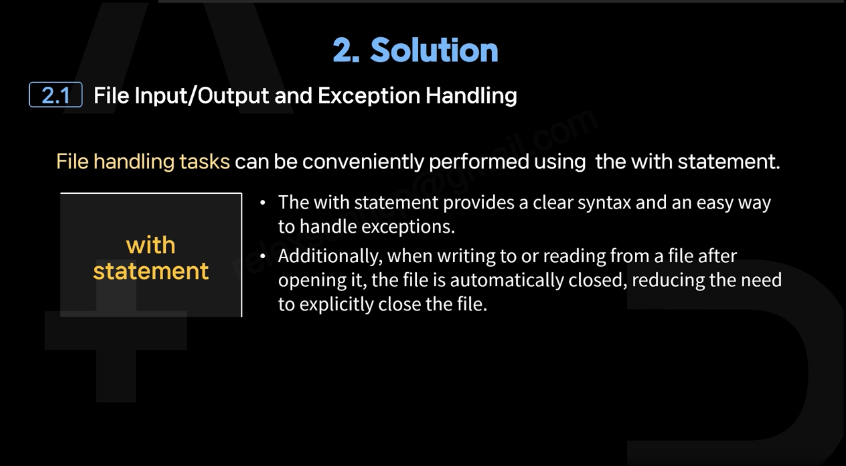 2. Solution
2.1 File Input/Output and Exception Handling
File handling tasks can be conveniently performed using the with statement.
with
statement
• The with statement provides a clear syntax and an easy way
to handle exceptions.
• Additionally, when writing to or reading from a file after
opening it, the file is automatically closed, reducing the need
to explicitly close the file.